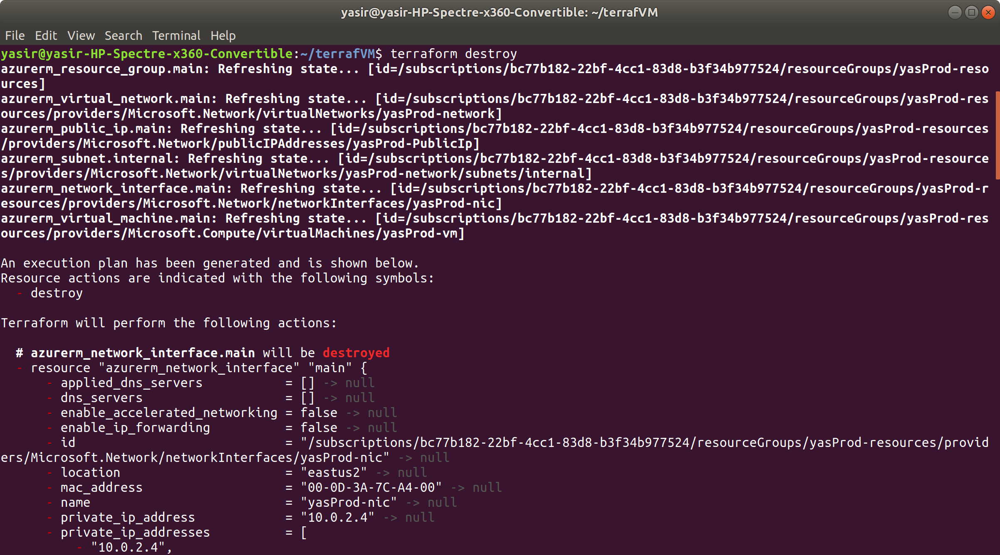 yasir@yasir-HP-Spectre-x360-Convertible: ~/terrafVM
File Edit View Search Terminal Help
yasir@yasir-HP-Spectre-x360-Convertible:~/terrafVM$ terraform destroy
azurerm_resource_group.main: Refreshing state... [id=/subscriptions/bc77b182-22bf-4cc1-83d8-b3f34b977524/resourceGroups/yasProd-reso
urces]
azurerm_virtual_network.main: Refreshing state... [id=/subscriptions/bc77b182-22bf-4cc1-83d8-b3f34b977524/resourceGroups/yasProd-res
ources/providers/Microsoft.Network/virtualNetworks/yasProd-network]
azurerm_public_ip.main: Refreshing state... [id=/subscriptions/bc77b182-22bf-4cc1-83d8-b3f34b977524/resourceGroups/yasProd-resources
/providers/Microsoft.Network/publicIPAddresses/yasProd-PublicIp]
azurerm_subnet.internal: Refreshing state... [id=/subscriptions/bc77b182-22bf-4cc1-83d8-b3f34b977524/resourceGroups/yasProd-resource
s/providers/Microsoft.Network/virtualNetworks/yasProd-network/subnets/internal]
azurerm_network_interface.main: Refreshing state... [id=/subscriptions/bc77b182-22bf-4cc1-83d8-b3f34b977524/resourceGroups/yasProd-r
esources/providers/Microsoft.Network/networkInterfaces/yasProd-nic]
azurerm_virtual_machine.main: Refreshing state... [id=/subscriptions/bc77b182-22bf-4cc1-83d8-b3f34b977524/resourceGroups/yasProd-res
ources/providers/Microsoft.Compute/virtualMachines/yasProd-vm]
An execution plan has been generated and is shown below.
Resource actions are indicated with the following symbols:
- destroy
Terraform will perform the following actions:
# azurerm_network_interface.main will be destroyed
- resource "azurerm_network_interface" "main" {
- applied_dns_servers = [] -> null
- dns_servers = [] -> null
- enable_accelerated_networking = false -> null
- enable_ip_forwarding = false -> null
- id = "/subscriptions/bc77b182-22bf-4cc1-83d8-b3f34b977524/resourceGroups/yasProd-resources/provid
ers/Microsoft.Network/networkInterfaces/yasProd-nic" -> null
- location = "eastus2" -> null
- mac_address = "00-0D-3A-7C-A4-00" -> null
- name = "yasProd-nic" -> null
- private_ip_address = "10.0.2.4" -> null
- private_ip_addresses = [
- "10.0.2.4",